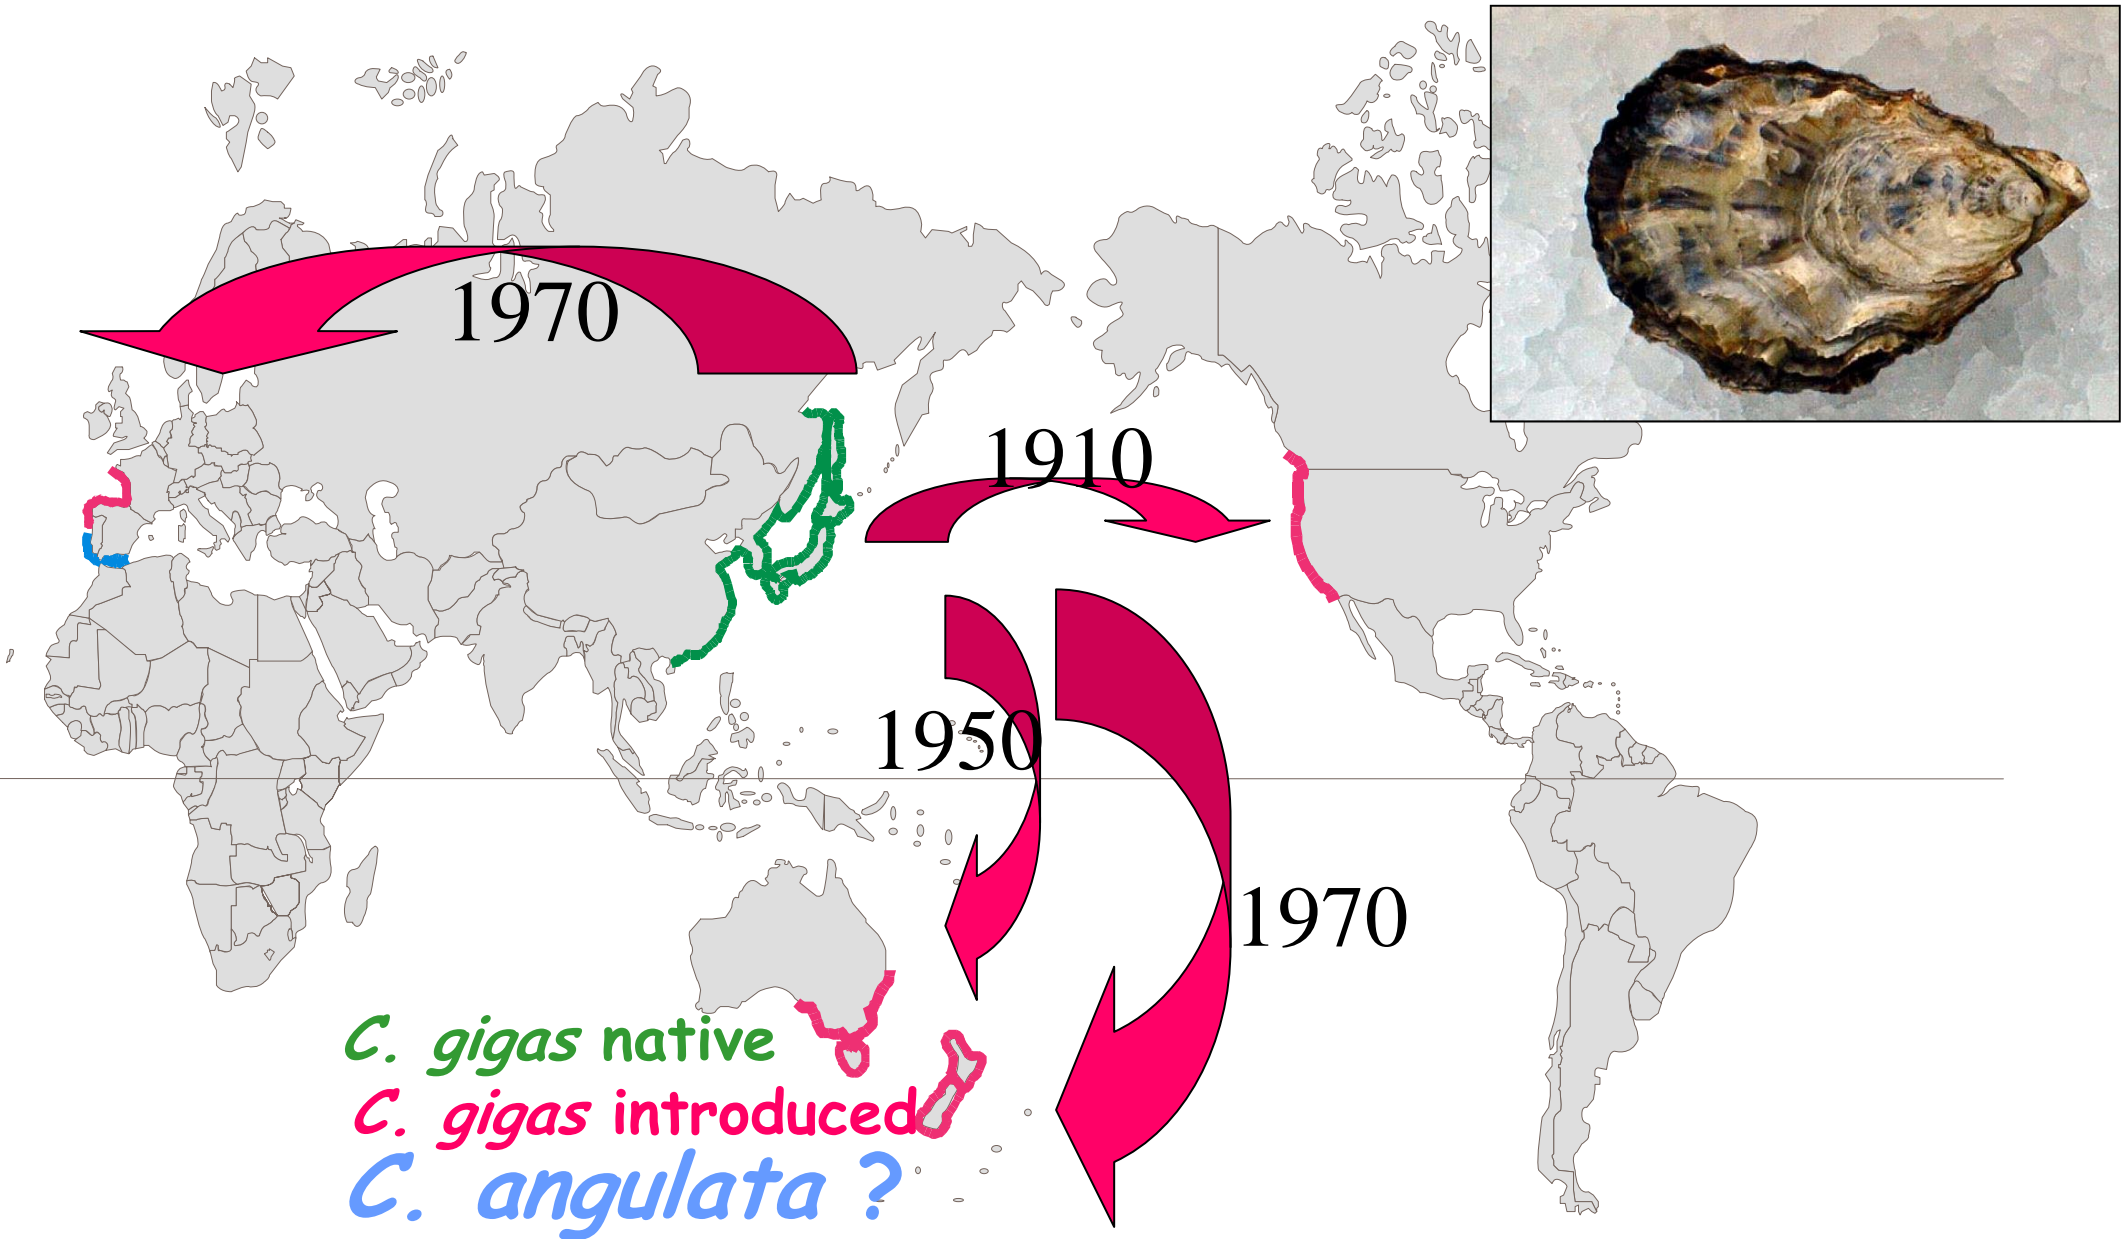 1970
1910
1950
1970
C. gigas native
C. gigas introduced
C. angulata ?